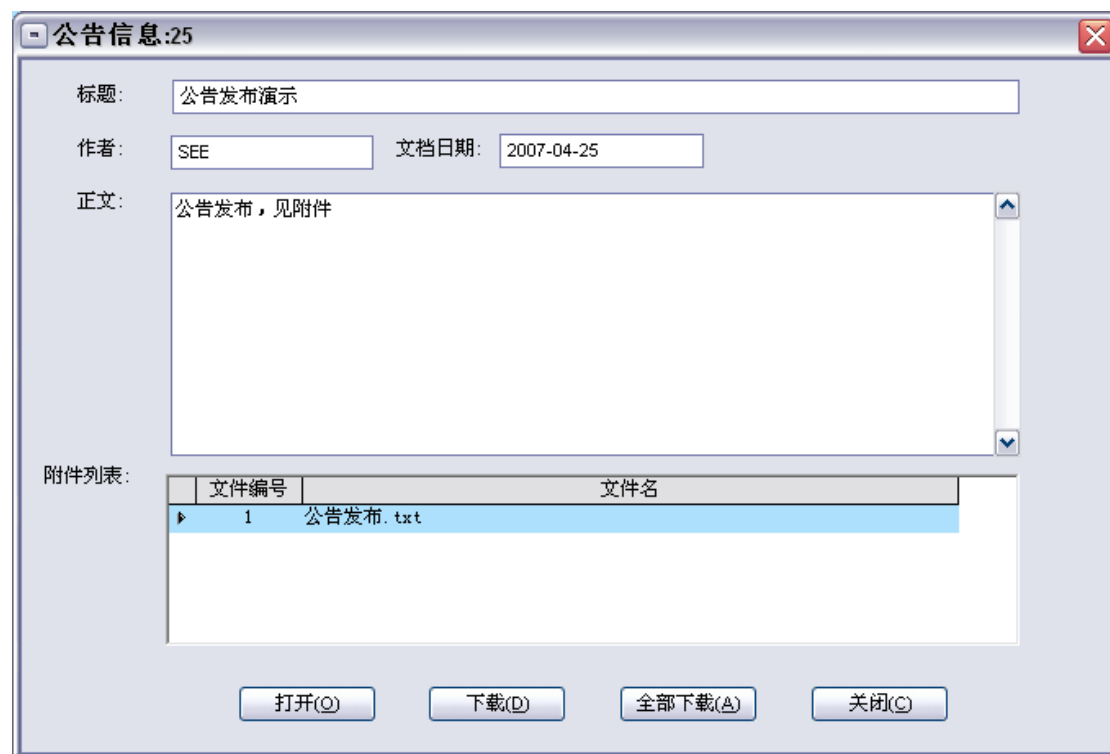 公告信息:25
标题: 公告发布演示
作者: SEE 文档日期: 2007-04-25
正文: 公告发布，见附件
附件列表:
文件编号 文件名
1 公告发布.txt
打开(O) 下载(D) 全部下载(A) 关闭(C)